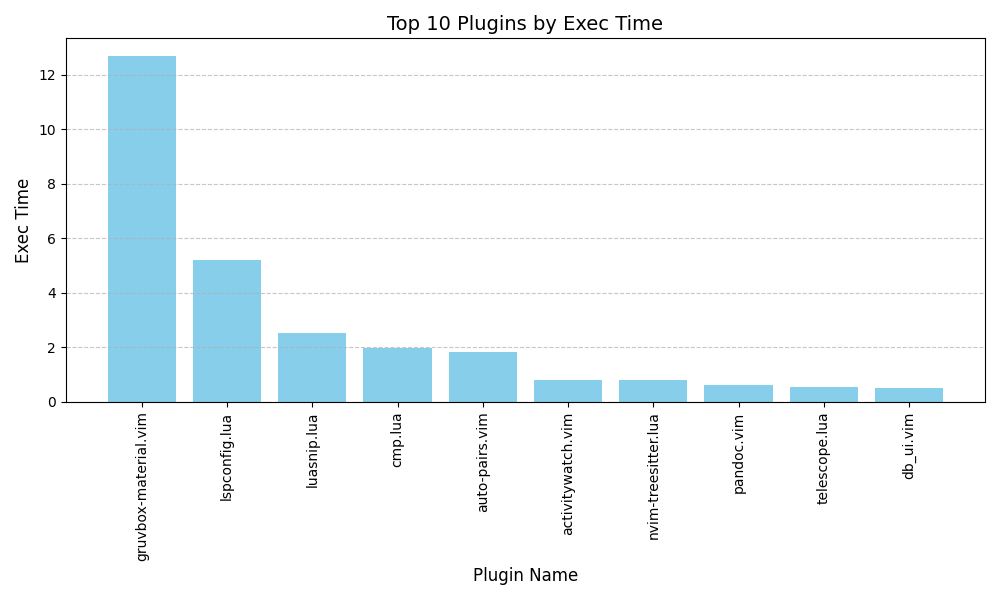 Top 10 Plugins by Exec Time
Exec Time
12
10
8
6
4
2
0
gruvbox-material.vim
lspconfig.lua
luasnip.lua
cmp.lua
auto-pairs.vim
activitywatch.vim
nvim-treesitter.lua
pandoc.vim
telescope.lua
db_ui.vim
Plugin Name